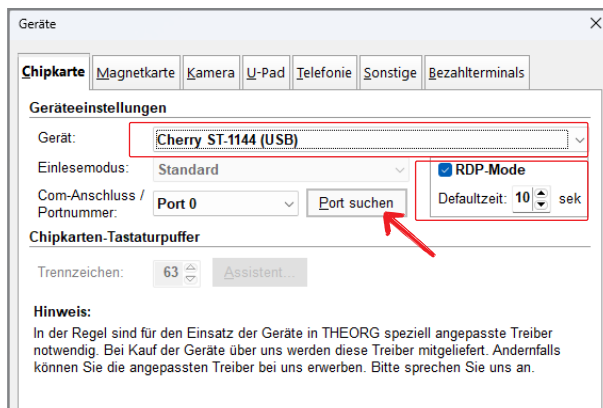 Geräte
Chipkarte Magnetkarte Kamera U-Pad Telefonie Sonstige Bezahlterminals
Geräteeinstellungen
Gerät: Cherry ST-1144 (USB)
Einlesemodus: Standard RDP-Mode
Com-Anschluss / Portnummer: Port 0 Port suchen Defaultzeit: 10 sek
Chipkarten-Tastaturpuffer
Trennzeichen: 63 Assistent...
Hinweis:
In der Regel sind für den Einsatz der Geräte in THEORG speziell angepasste Treiber
notwendig. Bei Kauf der Geräte über uns werden diese Treiber mitgeliefert. Andernfalls
können Sie die angepassten Treiber bei uns erwerben. Bitte sprechen Sie uns an.